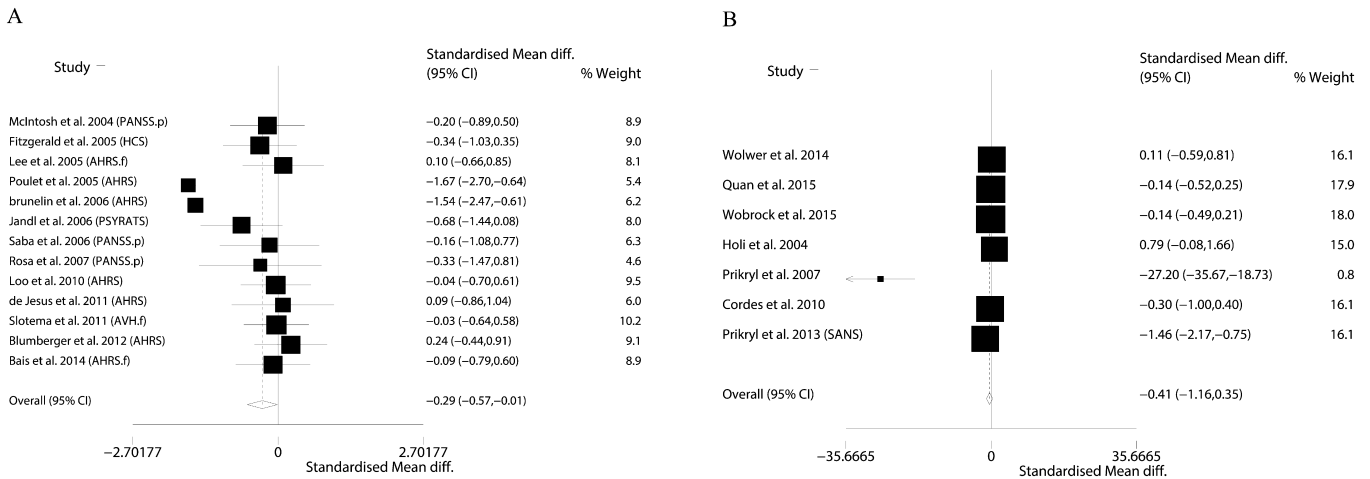 A
Standardised Mean diff.
Study (95% CI) % Weight
McIntosh et al. 2004 (PANSS.p) −0.20 (−0.89,0.50) 8.9
Fitzgerald et al. 2005 (HCS) −0.34 (−1.03,0.35) 9.0
Lee et al. 2005 (AHRS.f) 0.10 (−0.66,0.85) 8.1
Poulet et al. 2005 (AHRS) −1.67 (−2.70,−0.64) 5.4
brunelin et al. 2006 (AHRS) −1.54 (−2.47,−0.61) 6.2
Jandl et al. 2006 (PSYRATS) −0.68 (−1.44,0.08) 8.0
Saba et al. 2006 (PANSS.p) −0.16 (−1.08,0.77) 6.3
Rosa et al. 2007 (PANSS.p) −0.33 (−1.47,0.81) 4.6
Loo et al. 2010 (AHRS) −0.04 (−0.70,0.61) 9.5
de Jesus et al. 2011 (AHRS) 0.09 (−0.86,1.04) 6.0
Slotema et al. 2011 (AVH.f) −0.03 (−0.64,0.58) 10.2
Blumberger et al. 2012 (AHRS) 0.24 (−0.44,0.91) 9.1
Bais et al. 2014 (AHRS.f) −0.09 (−0.79,0.60) 8.9
Overall (95% CI) −0.29 (−0.57,−0.01)
−2.70177 0 2.70177
Standardised Mean diff.
B
Standardised Mean diff.
Study (95% CI) % Weight
Wolwer et al. 2014 0.11 (−0.59,0.81) 16.1
Quan et al. 2015 −0.14 (−0.52,0.25) 17.9
Wobrock et al. 2015 −0.14 (−0.49,0.21) 18.0
Holi et al. 2004 0.79 (−0.08,1.66) 15.0
Prikryl et al. 2007 −27.20 (−35.67,−18.73) 0.8
Cordes et al. 2010 −0.30 (−1.00,0.40) 16.1
Prikryl et al. 2013 (SANS) −1.46 (−2.17,−0.75) 16.1
Overall (95% CI) −0.41 (−1.16,0.35)
−35.6665 0 35.6665
Standardised Mean diff.